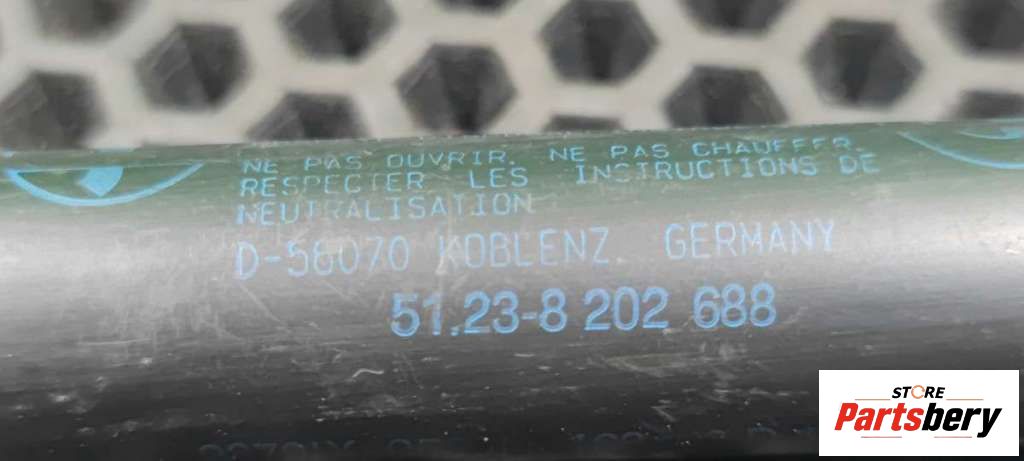 NE PAS OUVRIR. NE PAS CHAUFFER.
RESPECTER LES INSTRUCTIONS DE
NEUTRALISATION
D-56070 KOBLENZ GERMANY
51.23-8 202 688
STORE
Partsbery